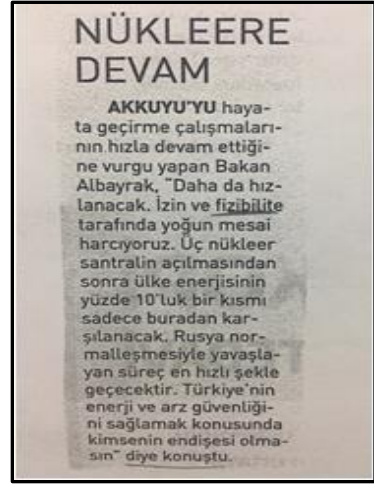 NÜKLEERE
DEVAM
AKKUYU'YU haya-
ta geçirme çalışmaları-
nın hızla devam ettiği-
ne vurgu yapan Bakan
Albayrak, "Daha da hız-
lanacak. İzin ve fizibilite
tarafında yoğun mesai
harcıyoruz. Üç nükleer
santralin açılmasından
sonra ülke enerjisinin
yüzde 10'luk bir kısmı
sadece buradan kar-
şılanacak. Rusya nor-
malleşmesiyle yavaşla-
yan süreç en hızlı şekle
geçecektir. Türkiye'nin
enerji ve arz güvenliği-
ni sağlamak konusunda
kimsenin endişesi olma-
sın" diye konuştu.